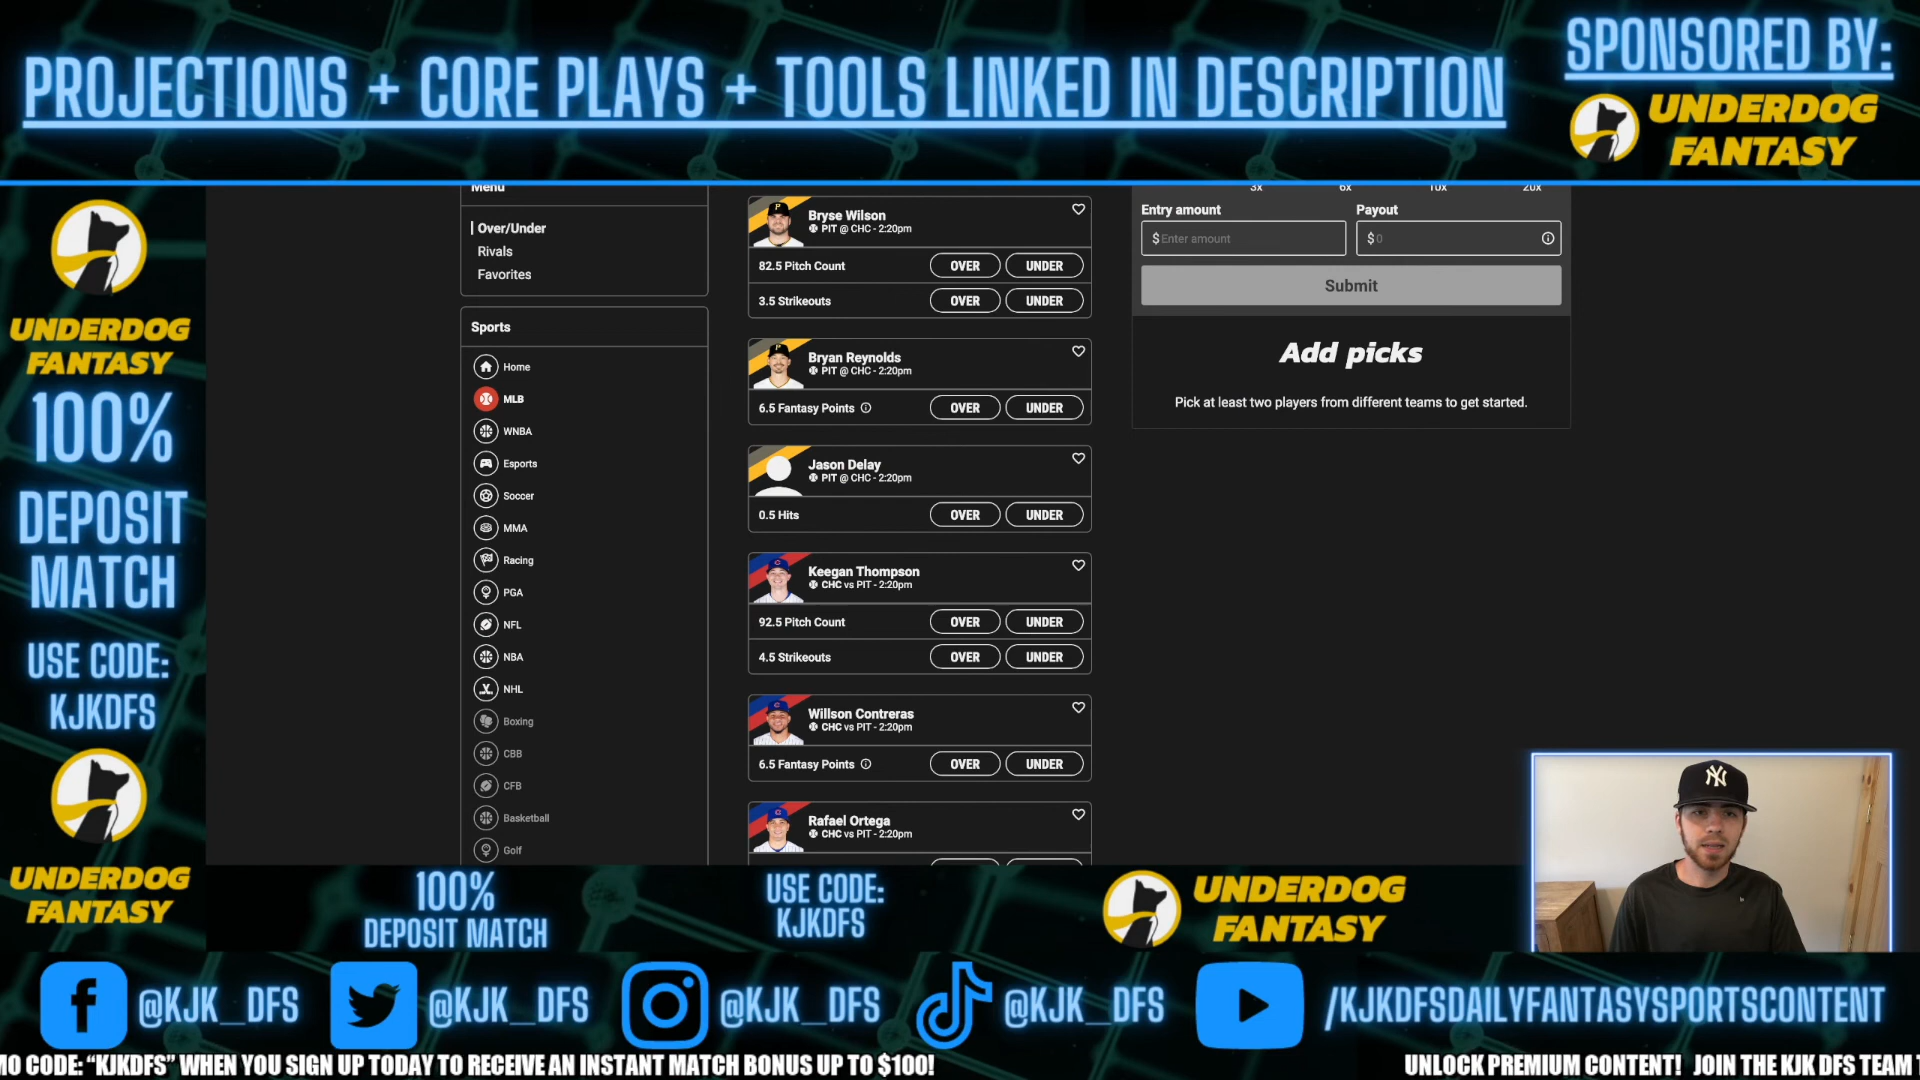 PROJECTIONS + CORE PLAYS + TOOLS LINKED IN DESCRIPTION
SPONSORED BY:
UNDERDOG
FANTASY
UNDERDOG
FANTASY
100%
DEPOSIT
MATCH
USE CODE:
KJKDFS
UNDERDOG
FANTASY
Menu
Over/Under
Rivals
Favorites
Sports
Home
MLB
WNBA
Esports
Soccer
MMA
Racing
PGA
NFL
NBA
NHL
Boxing
CBB
CFB
Basketball
Golf
Bryse Wilson
PIT @ CHC - 2:20pm
82.5 Pitch Count OVER UNDER
3.5 Strikeouts OVER UNDER
Bryan Reynolds
PIT @ CHC - 2:20pm
6.5 Fantasy Points OVER UNDER
Jason Delay
PIT @ CHC - 2:20pm
0.5 Hits OVER UNDER
Keegan Thompson
CHC vs PIT - 2:20pm
92.5 Pitch Count OVER UNDER
4.5 Strikeouts OVER UNDER
Willson Contreras
CHC vs PIT - 2:20pm
6.5 Fantasy Points OVER UNDER
Rafael Ortega
CHC vs PIT - 2:20pm
3x 6x 10x 20x
Entry amount Payout
$ Enter amount $ 0
Submit
Add picks
Pick at least two players from different teams to get started.
NY
100%
DEPOSIT MATCH
USE CODE:
KJKDFS
UNDERDOG
FANTASY
@KJK_DFS @KJK_DFS @KJK_DFS @KJK_DFS /KJKDFSDAILYFANTASYSPORTSCONTENT
MO CODE: "KJKDFS" WHEN YOU SIGN UP TODAY TO RECEIVE AN INSTANT MATCH BONUS UP TO $100! UNLOCK PREMIUM CONTENT! JOIN THE KJK DFS TEAM T